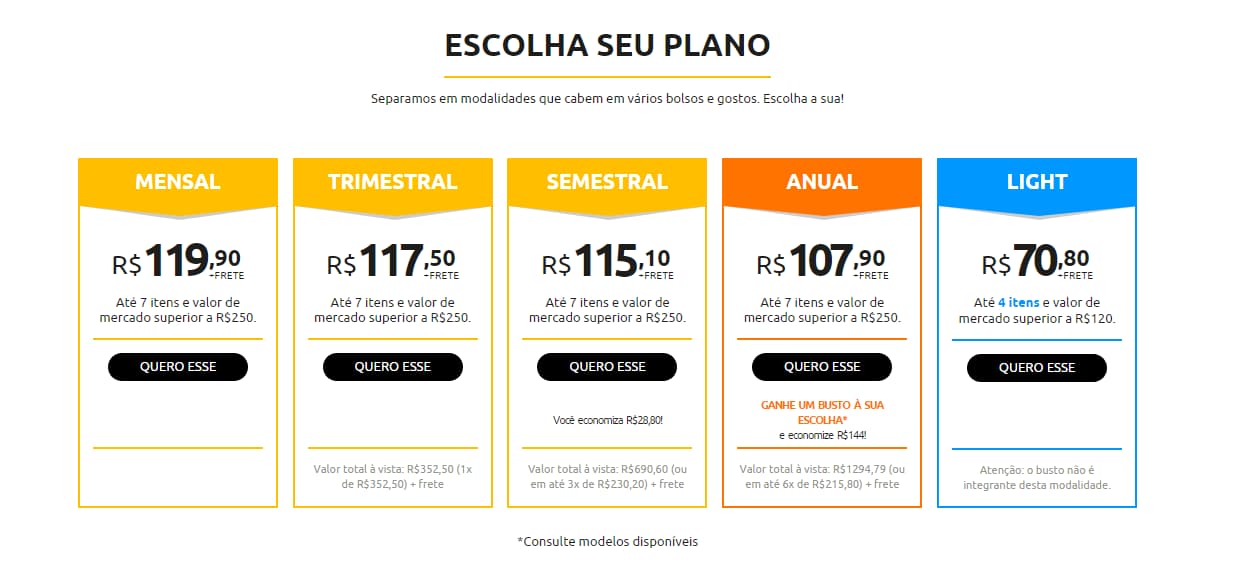 ESCOLHA SEU PLANO
Separamos em modalidades que cabem em vários bolsos e gostos. Escolha a sua!
MENSAL
R$119,90
+FRETE
Até 7 itens e valor de
mercado superior a R$250.
QUERO ESSE
TRIMESTRAL
R$117,50
+FRETE
Até 7 itens e valor de
mercado superior a R$250.
QUERO ESSE
Valor total à vista: R$352,50 (1x
de R$352,50) + frete
SEMESTRAL
R$115,10
+FRETE
Até 7 itens e valor de
mercado superior a R$250.
QUERO ESSE
Você economiza R$28,80!
Valor total à vista: R$690,60 (ou
em até 3x de R$230,20) + frete
ANUAL
R$107,90
+FRETE
Até 7 itens e valor de
mercado superior a R$250.
QUERO ESSE
GANHE UM BUSTO À SUA
ESCOLHA*
e economize R$144!
Valor total à vista: R$1294,79 (ou
em até 6x de R$215,80) + frete
LIGHT
R$70,80
+FRETE
Até 4 itens e valor de
mercado superior a R$120.
QUERO ESSE
Atenção: o busto não é
integrante desta modalidade.
*Consulte modelos disponíveis